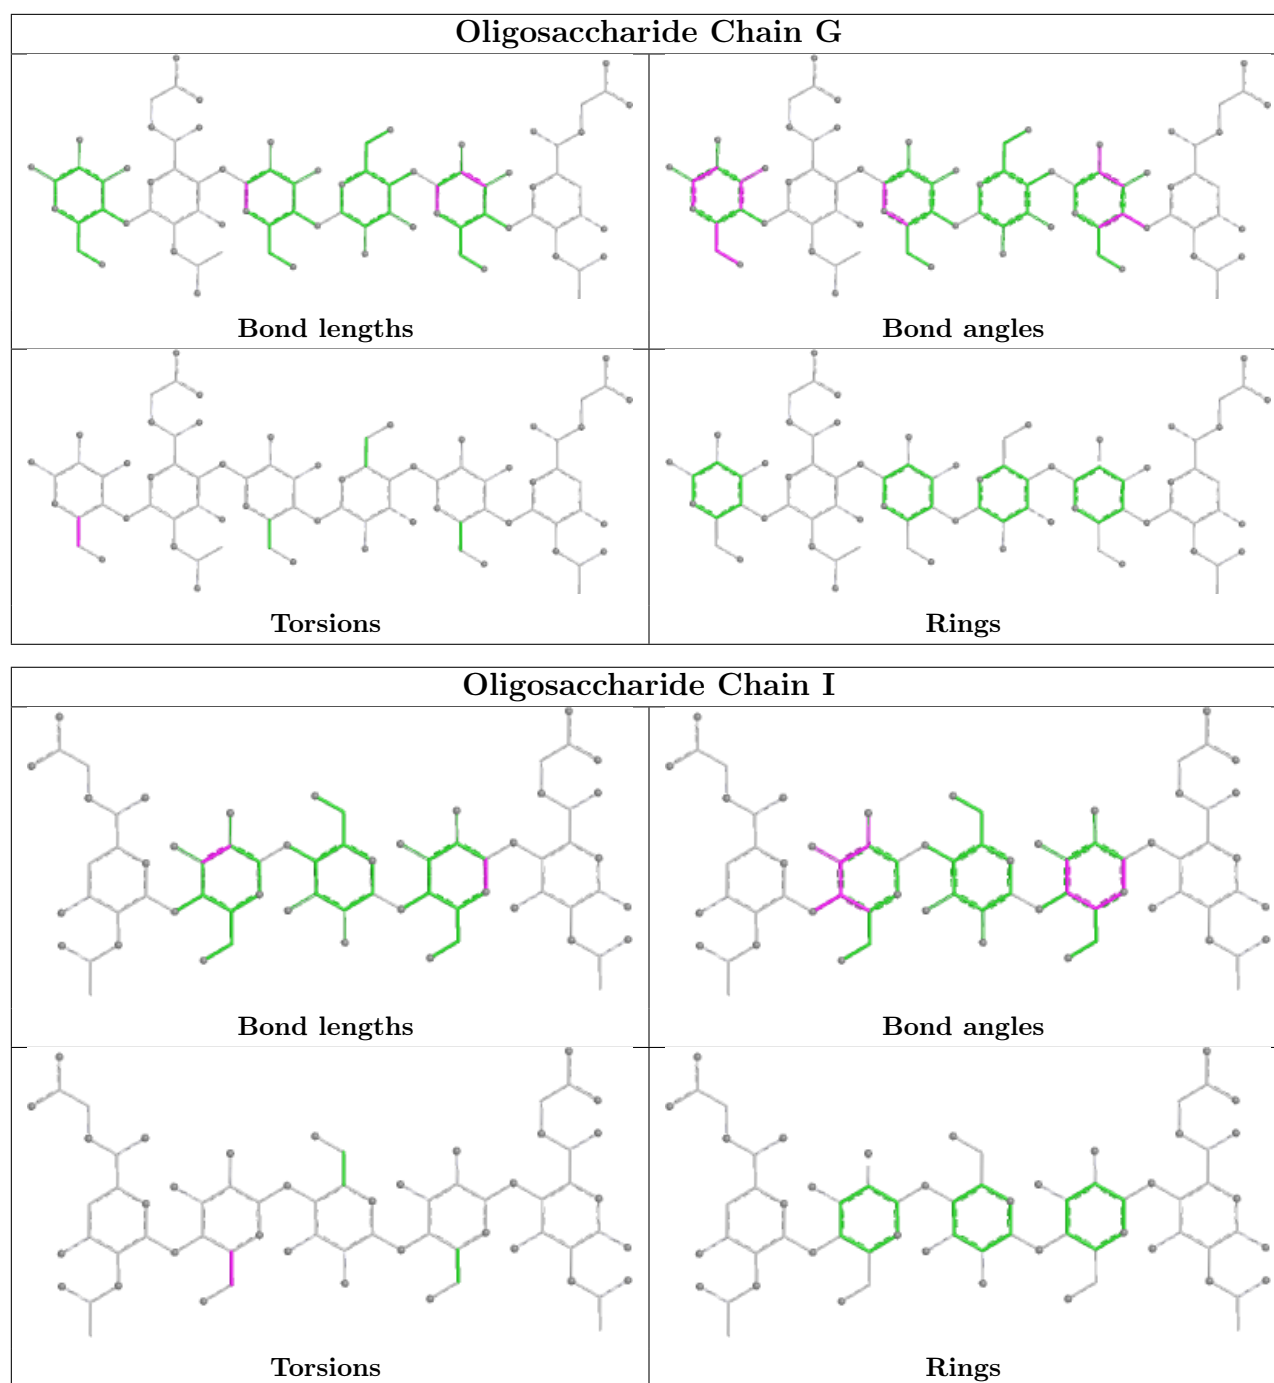 Oligosaccharide Chain G
Bond lengths
Bond angles
Torsions
Rings
Oligosaccharide Chain I
Bond lengths
Bond angles
Torsions
Rings